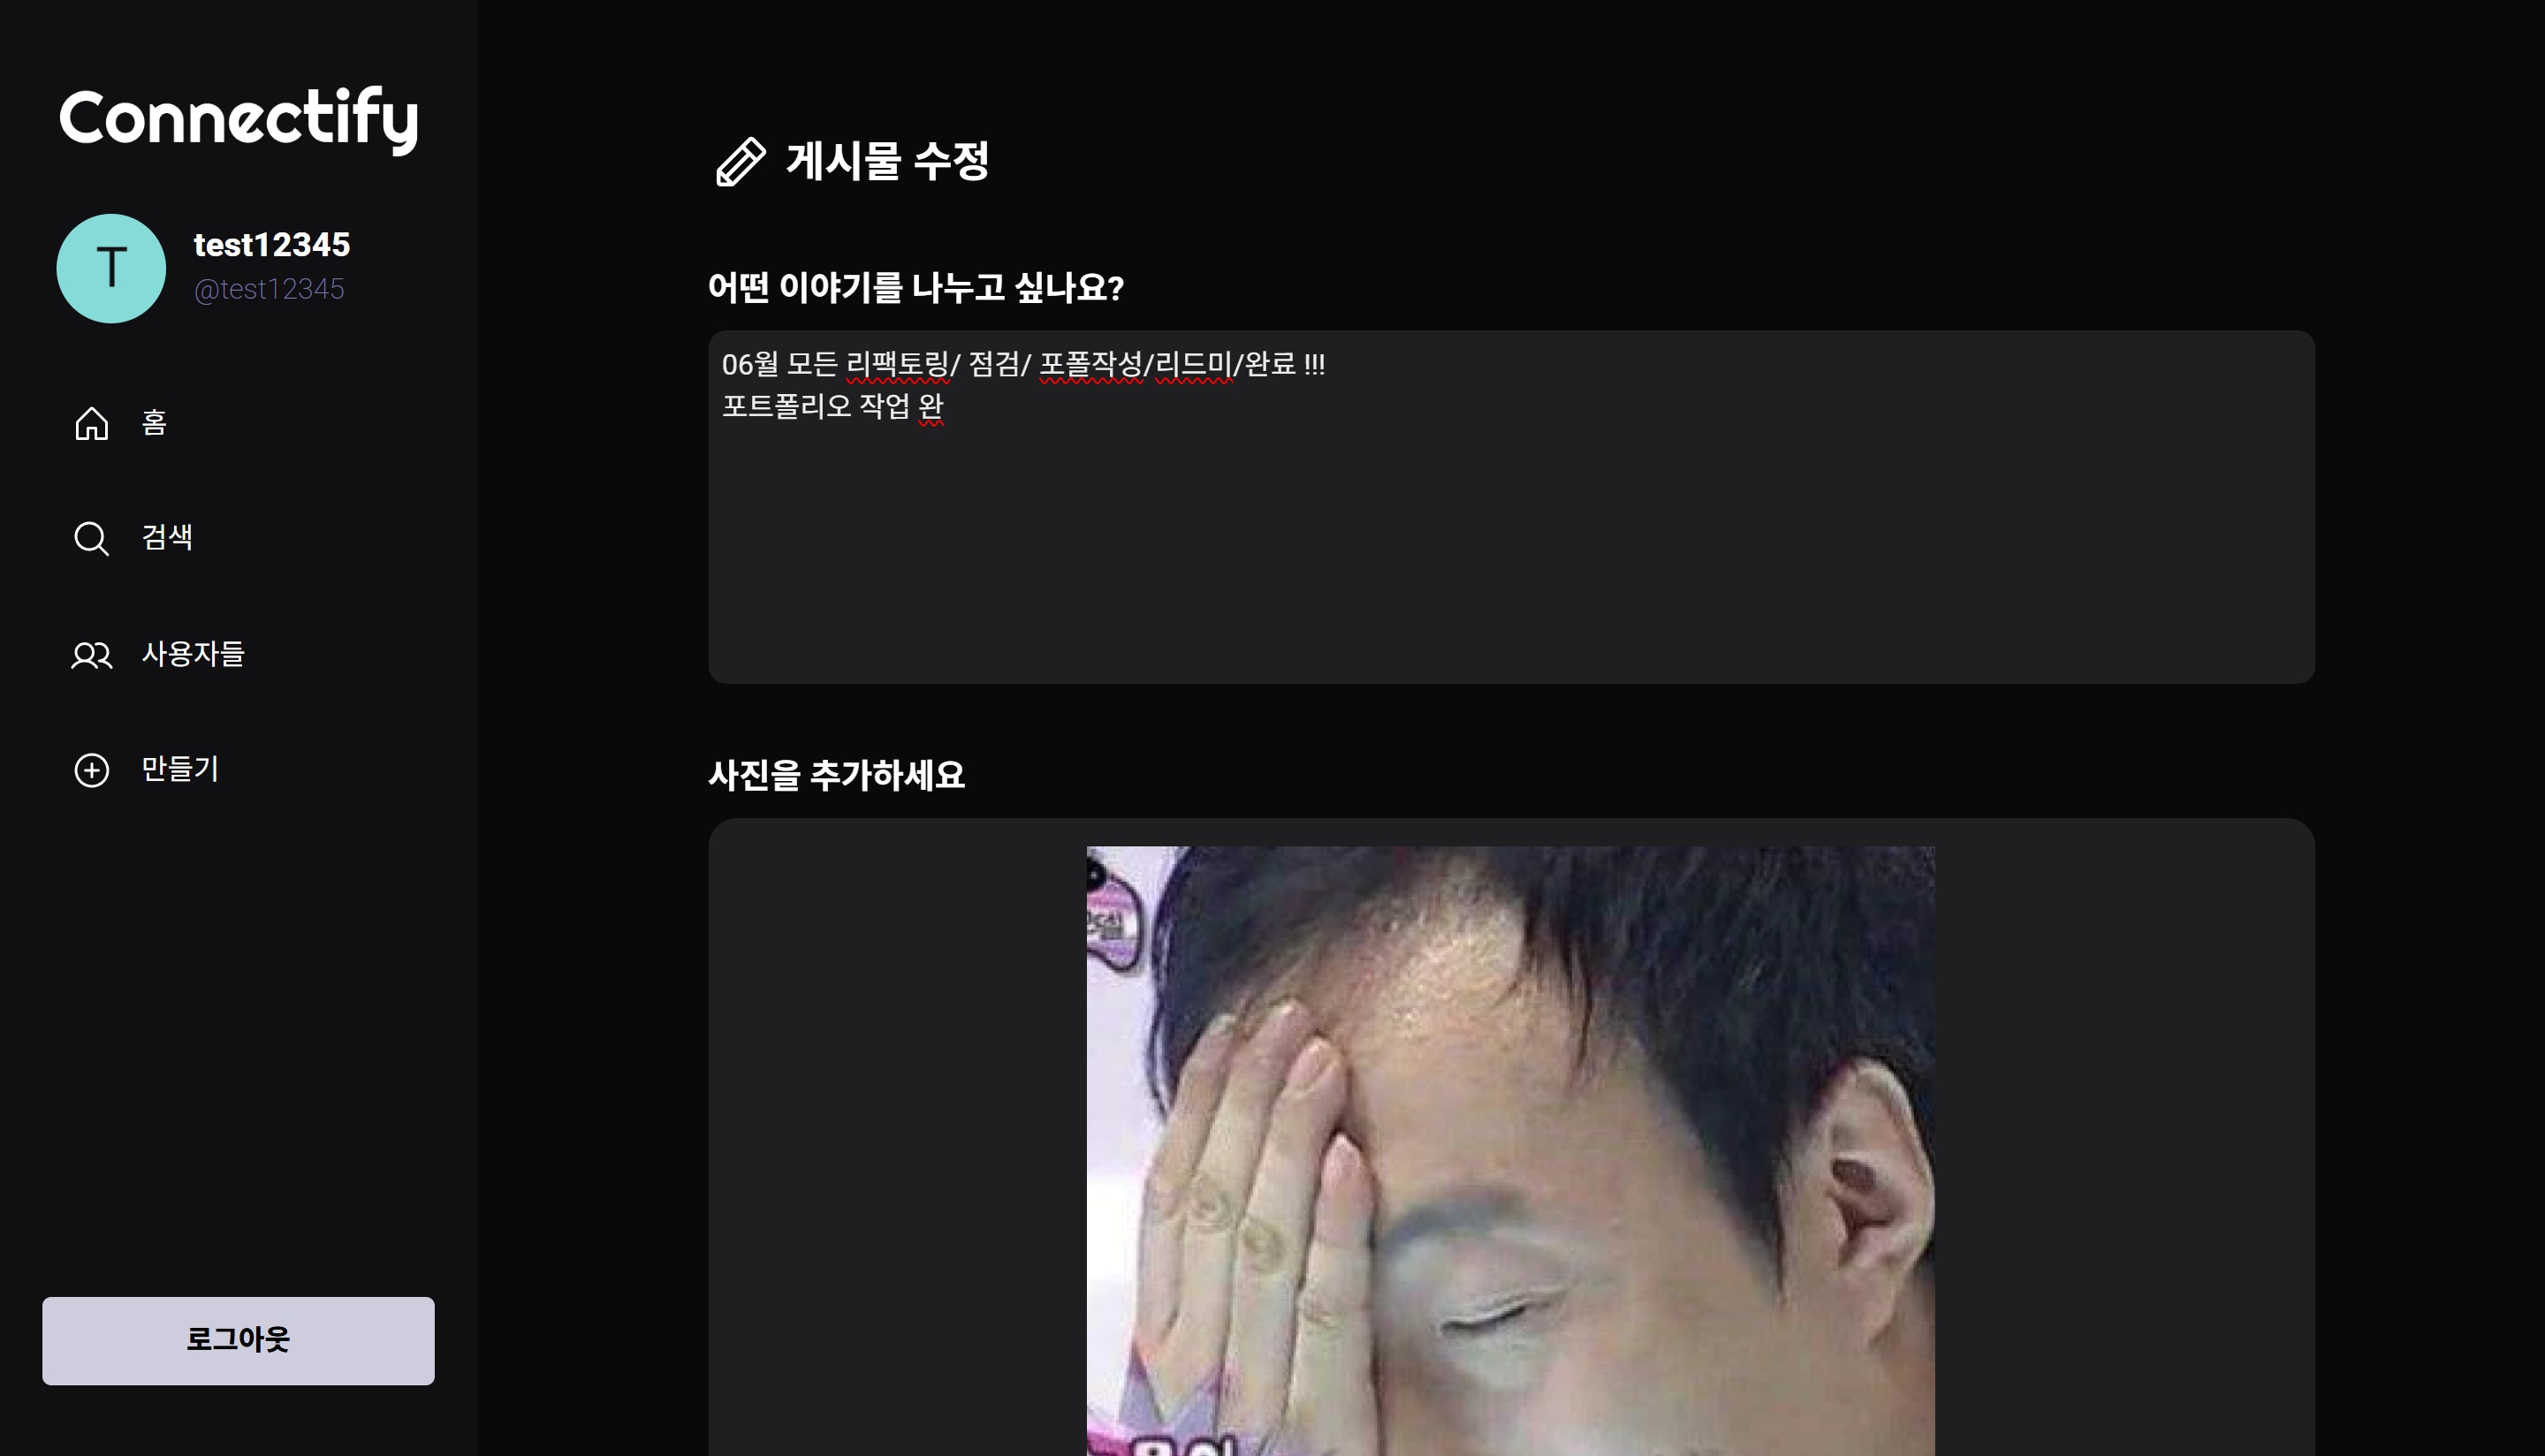 Connectify
T
test12345
@test12345
홈
검색
사용자들
만들기
로그아웃
게시물 수정
어떤 이야기를 나누고 싶나요?
06월 모든 리팩토링/ 점검/ 포폴작성/리드미/완료 !!!
포트폴리오 작업 완
사진을 추가하세요